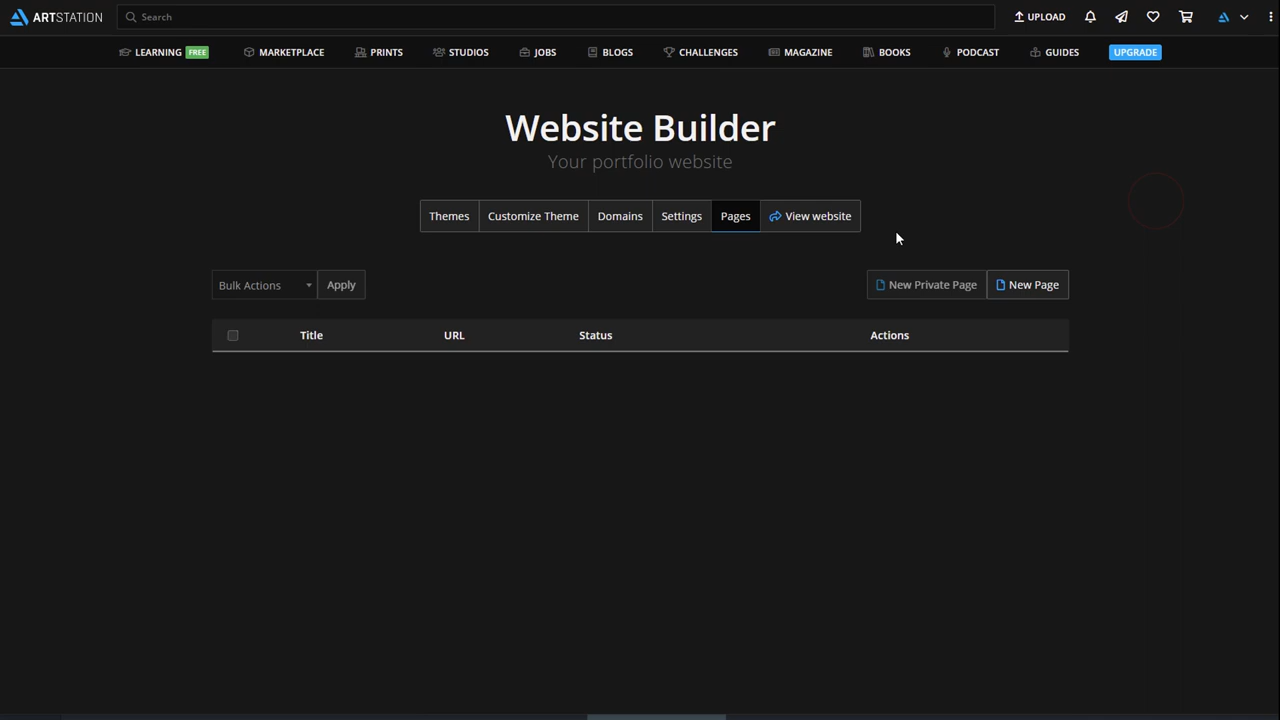 ARTSTATION Search UPLOAD
LEARNING FREE MARKETPLACE PRINTS STUDIOS JOBS BLOGS CHALLENGES MAGAZINE BOOKS PODCAST GUIDES UPGRADE
Website Builder
Your portfolio website
Themes Customize Theme Domains Settings Pages View website
Bulk Actions Apply New Private Page New Page
Title URL Status Actions